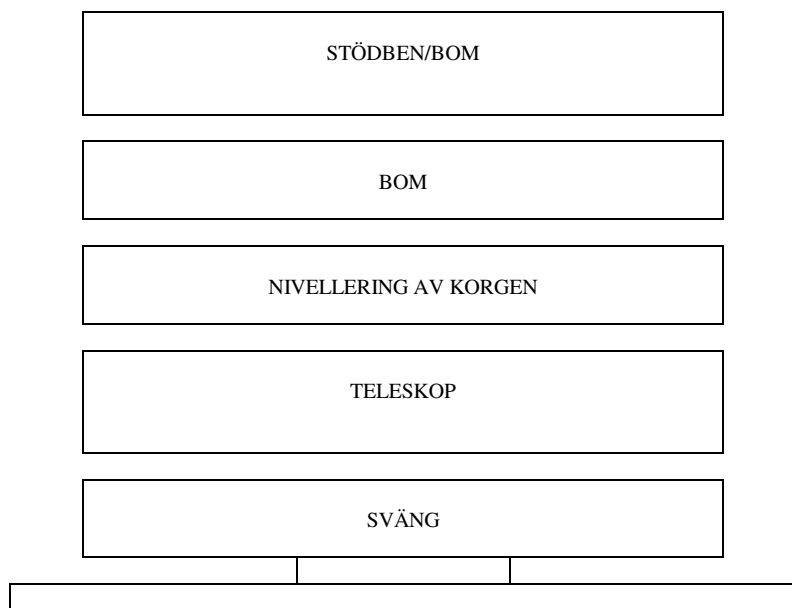 STÖDBEN/BOM
BOM
NIVELLERING AV KORGEN
TELESKOP
SVÄNG